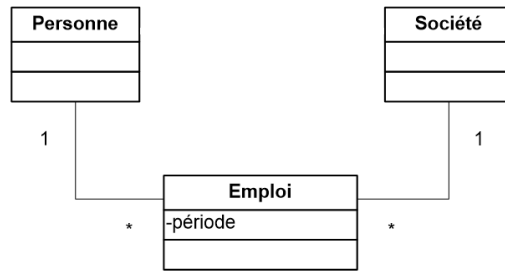 Personne
Société
1
1
Emploi
*
-période
*